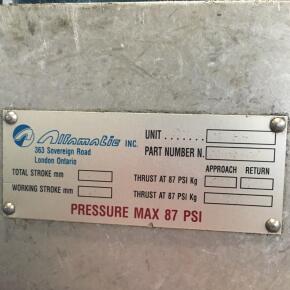 Alfamatic INC.
363 Sovereign Road
London Ontario
UNIT .......
PART NUMBER N.
APPROACH RETURN
TOTAL STROKE mm THRUST AT 87 PSI Kg
WORKING STROKE mm THRUST AT 87 PSI Kg
PRESSURE MAX 87 PSI